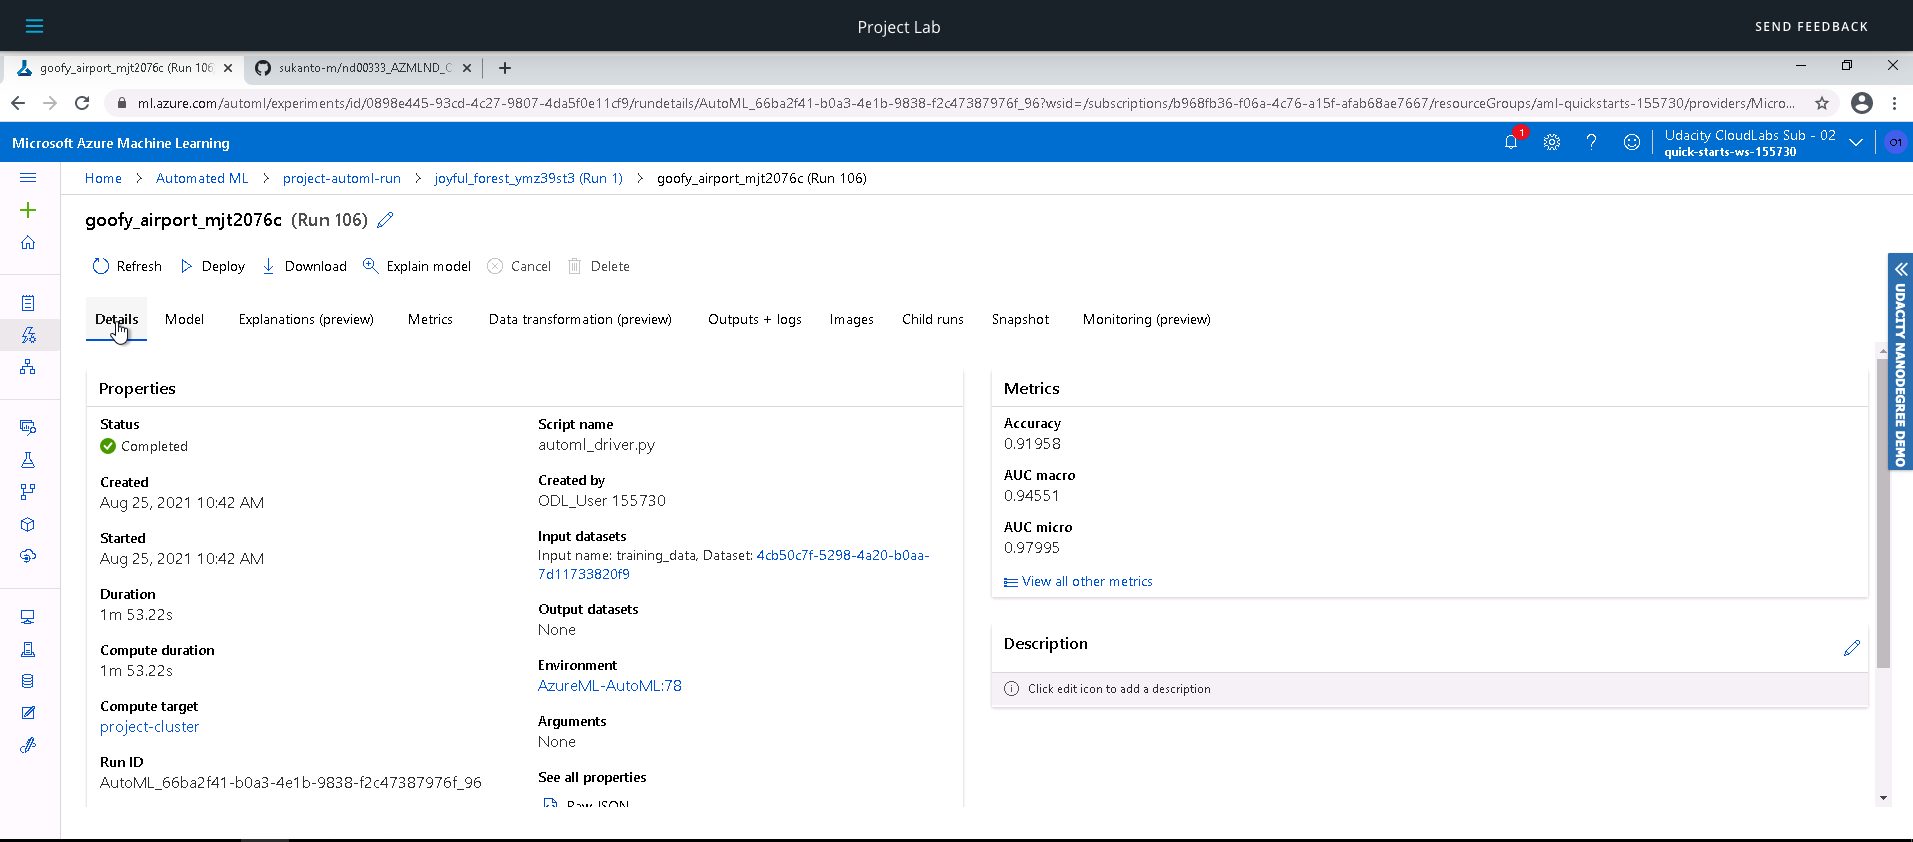 Project Lab
SEND FEEDBACK
goofy_airport_mjt2076c (Run 106
sukanto-m/nd00333_AZMLND_C
ml.azure.com/automl/experiments/id/0898e445-93cd-4c27-9807-4da5f0e11cf9/rundetails/AutoML_66ba2f41-b0a3-4e1b-9838-f2c47387976f_96?wsid=/subscriptions/b968fb36-f06a-4c76-a15f-afab68ae7667/resourceGroups/aml-quickstarts-155730/providers/Micro...
Microsoft Azure Machine Learning
1
Udacity CloudLabs Sub - 02
quick-starts-ws-155730
O1
Home > Automated ML > project-automl-run > joyful_forest_ymz39st3 (Run 1) > goofy_airport_mjt2076c (Run 106)
goofy_airport_mjt2076c (Run 106)
Refresh Deploy Download Explain model Cancel Delete
Details Model Explanations (preview) Metrics Data transformation (preview) Outputs + logs Images Child runs Snapshot Monitoring (preview)
Properties
Status
Completed
Created
Aug 25, 2021 10:42 AM
Started
Aug 25, 2021 10:42 AM
Duration
1m 53.22s
Compute duration
1m 53.22s
Compute target
project-cluster
Run ID
AutoML_66ba2f41-b0a3-4e1b-9838-f2c47387976f_96
Script name
automl_driver.py
Created by
ODL_User 155730
Input datasets
Input name: training_data, Dataset: 4cb50c7f-5298-4a20-b0aa-
7d11733820f9
Output datasets
None
Environment
AzureML-AutoML:78
Arguments
None
See all properties
Raw JSON
Metrics
Accuracy
0.91958
AUC macro
0.94551
AUC micro
0.97995
View all other metrics
Description
Click edit icon to add a description
UDACITY NANODEGREE DEMO